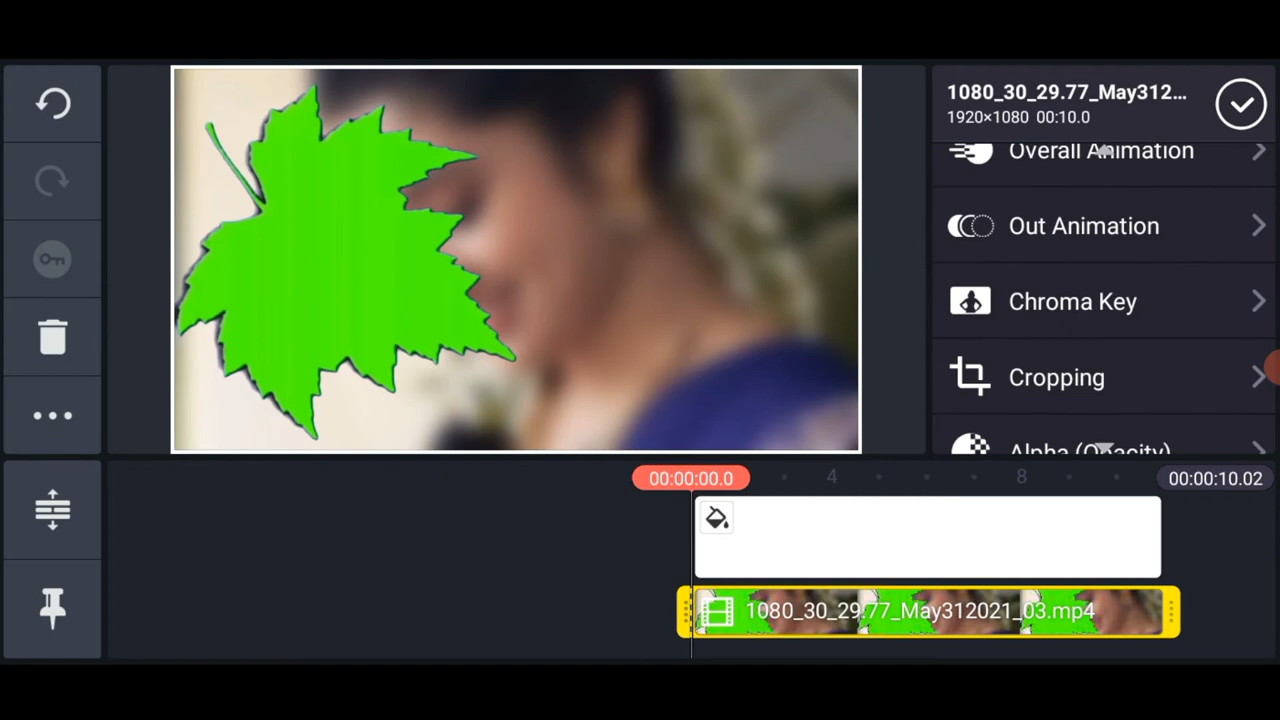 1080_30_29.77_May312...
1920×1080 00:10.0
Overall Animation
Out Animation
Chroma Key
Cropping
Alpha (Opacity)
00:00:00.0
4
8
00:00:10.02
1080_30_29.77_May312021_03.mp4